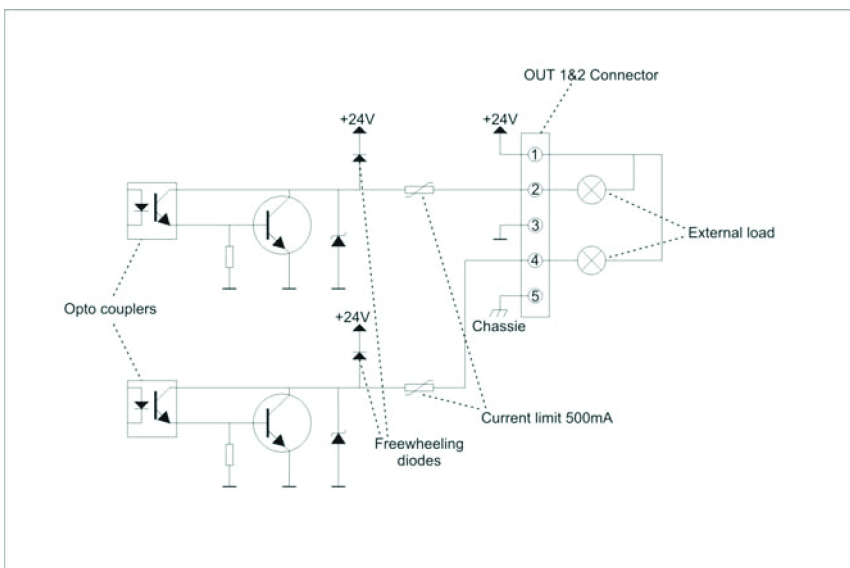 OUT 1&2 Connector
+24V
+24V
1
2
3
External load
4
5
Opto couplers
+24V
Chassie
Current limit 500mA
Freewheeling
diodes